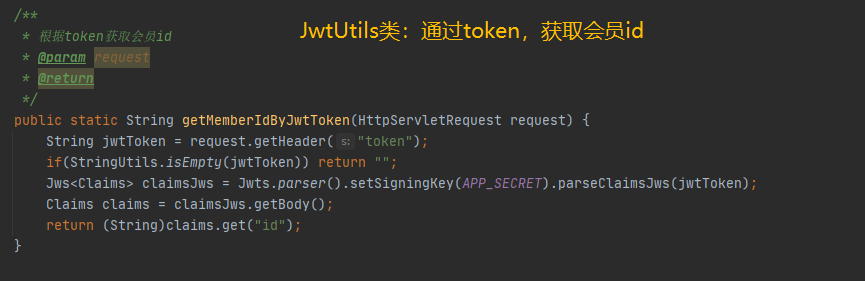 /**
JwtUtils类：通过token，获取会员id
* 根据token获取会员id
* @param request
* @return
*/
public static String getMemberIdByJwtToken(HttpServletRequest request) {
String jwtToken = request.getHeader( s: "token");
if(StringUtils.isEmpty(jwtToken)) return "";
Jws<Claims> claimsJws = Jwts.parser().setSigningKey(APP_SECRET).parseClaimsJws(jwtToken);
Claims claims = claimsJws.getBody();
return (String)claims.get("id");
}